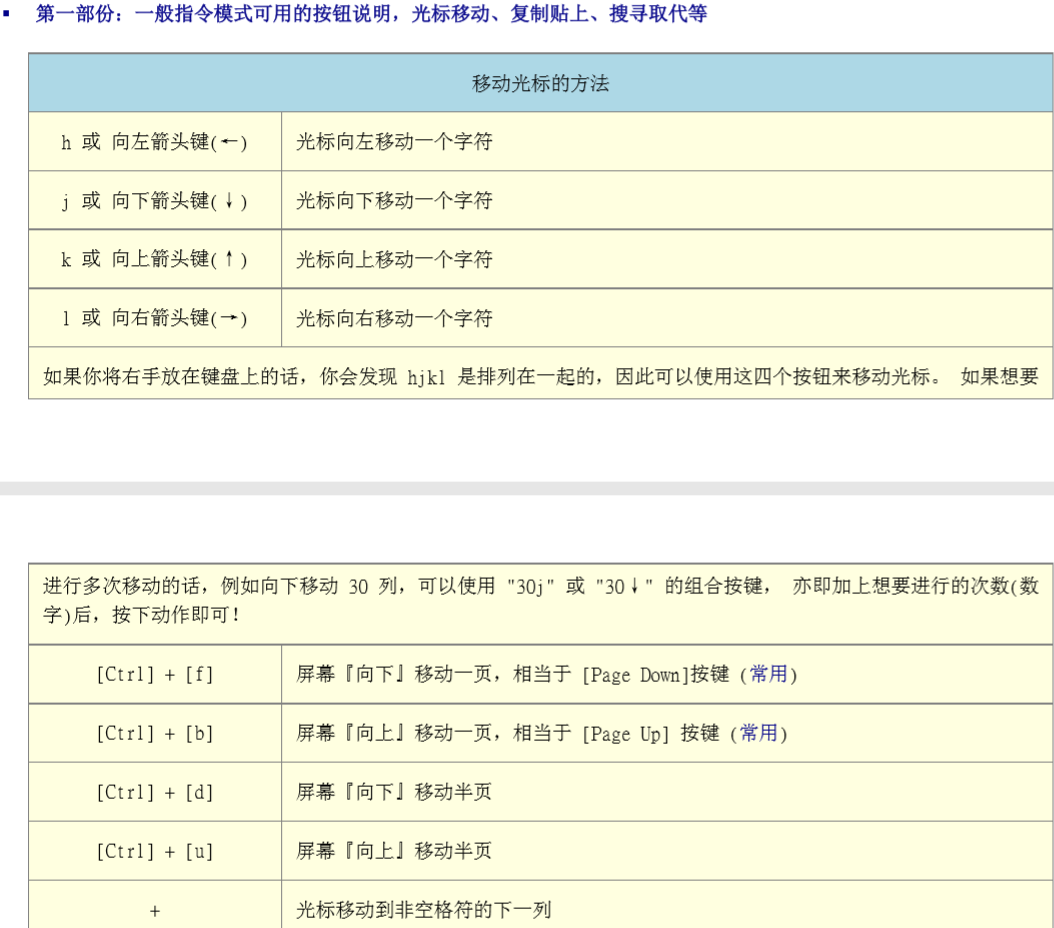 ▪ 第一部份：一般指令模式可用的按钮说明，光标移动、复制贴上、搜寻取代等
移动光标的方法
h 或 向左箭头键(←) 光标向左移动一个字符
j 或 向下箭头键(↓) 光标向下移动一个字符
k 或 向上箭头键(↑) 光标向上移动一个字符
l 或 向右箭头键(→) 光标向右移动一个字符
如果你将右手放在键盘上的话，你会发现 hjkl 是排列在一起的，因此可以使用这四个按钮来移动光标。 如果想要
进行多次移动的话，例如向下移动 30 列，可以使用 "30j" 或 "30↓" 的组合按键， 亦即加上想要进行的次数(数
字)后，按下动作即可！
[Ctrl] + [f] 屏幕『向下』移动一页，相当于 [Page Down]按键 (常用)
[Ctrl] + [b] 屏幕『向上』移动一页，相当于 [Page Up] 按键 (常用)
[Ctrl] + [d] 屏幕『向下』移动半页
[Ctrl] + [u] 屏幕『向上』移动半页
+ 光标移动到非空格符的下一列